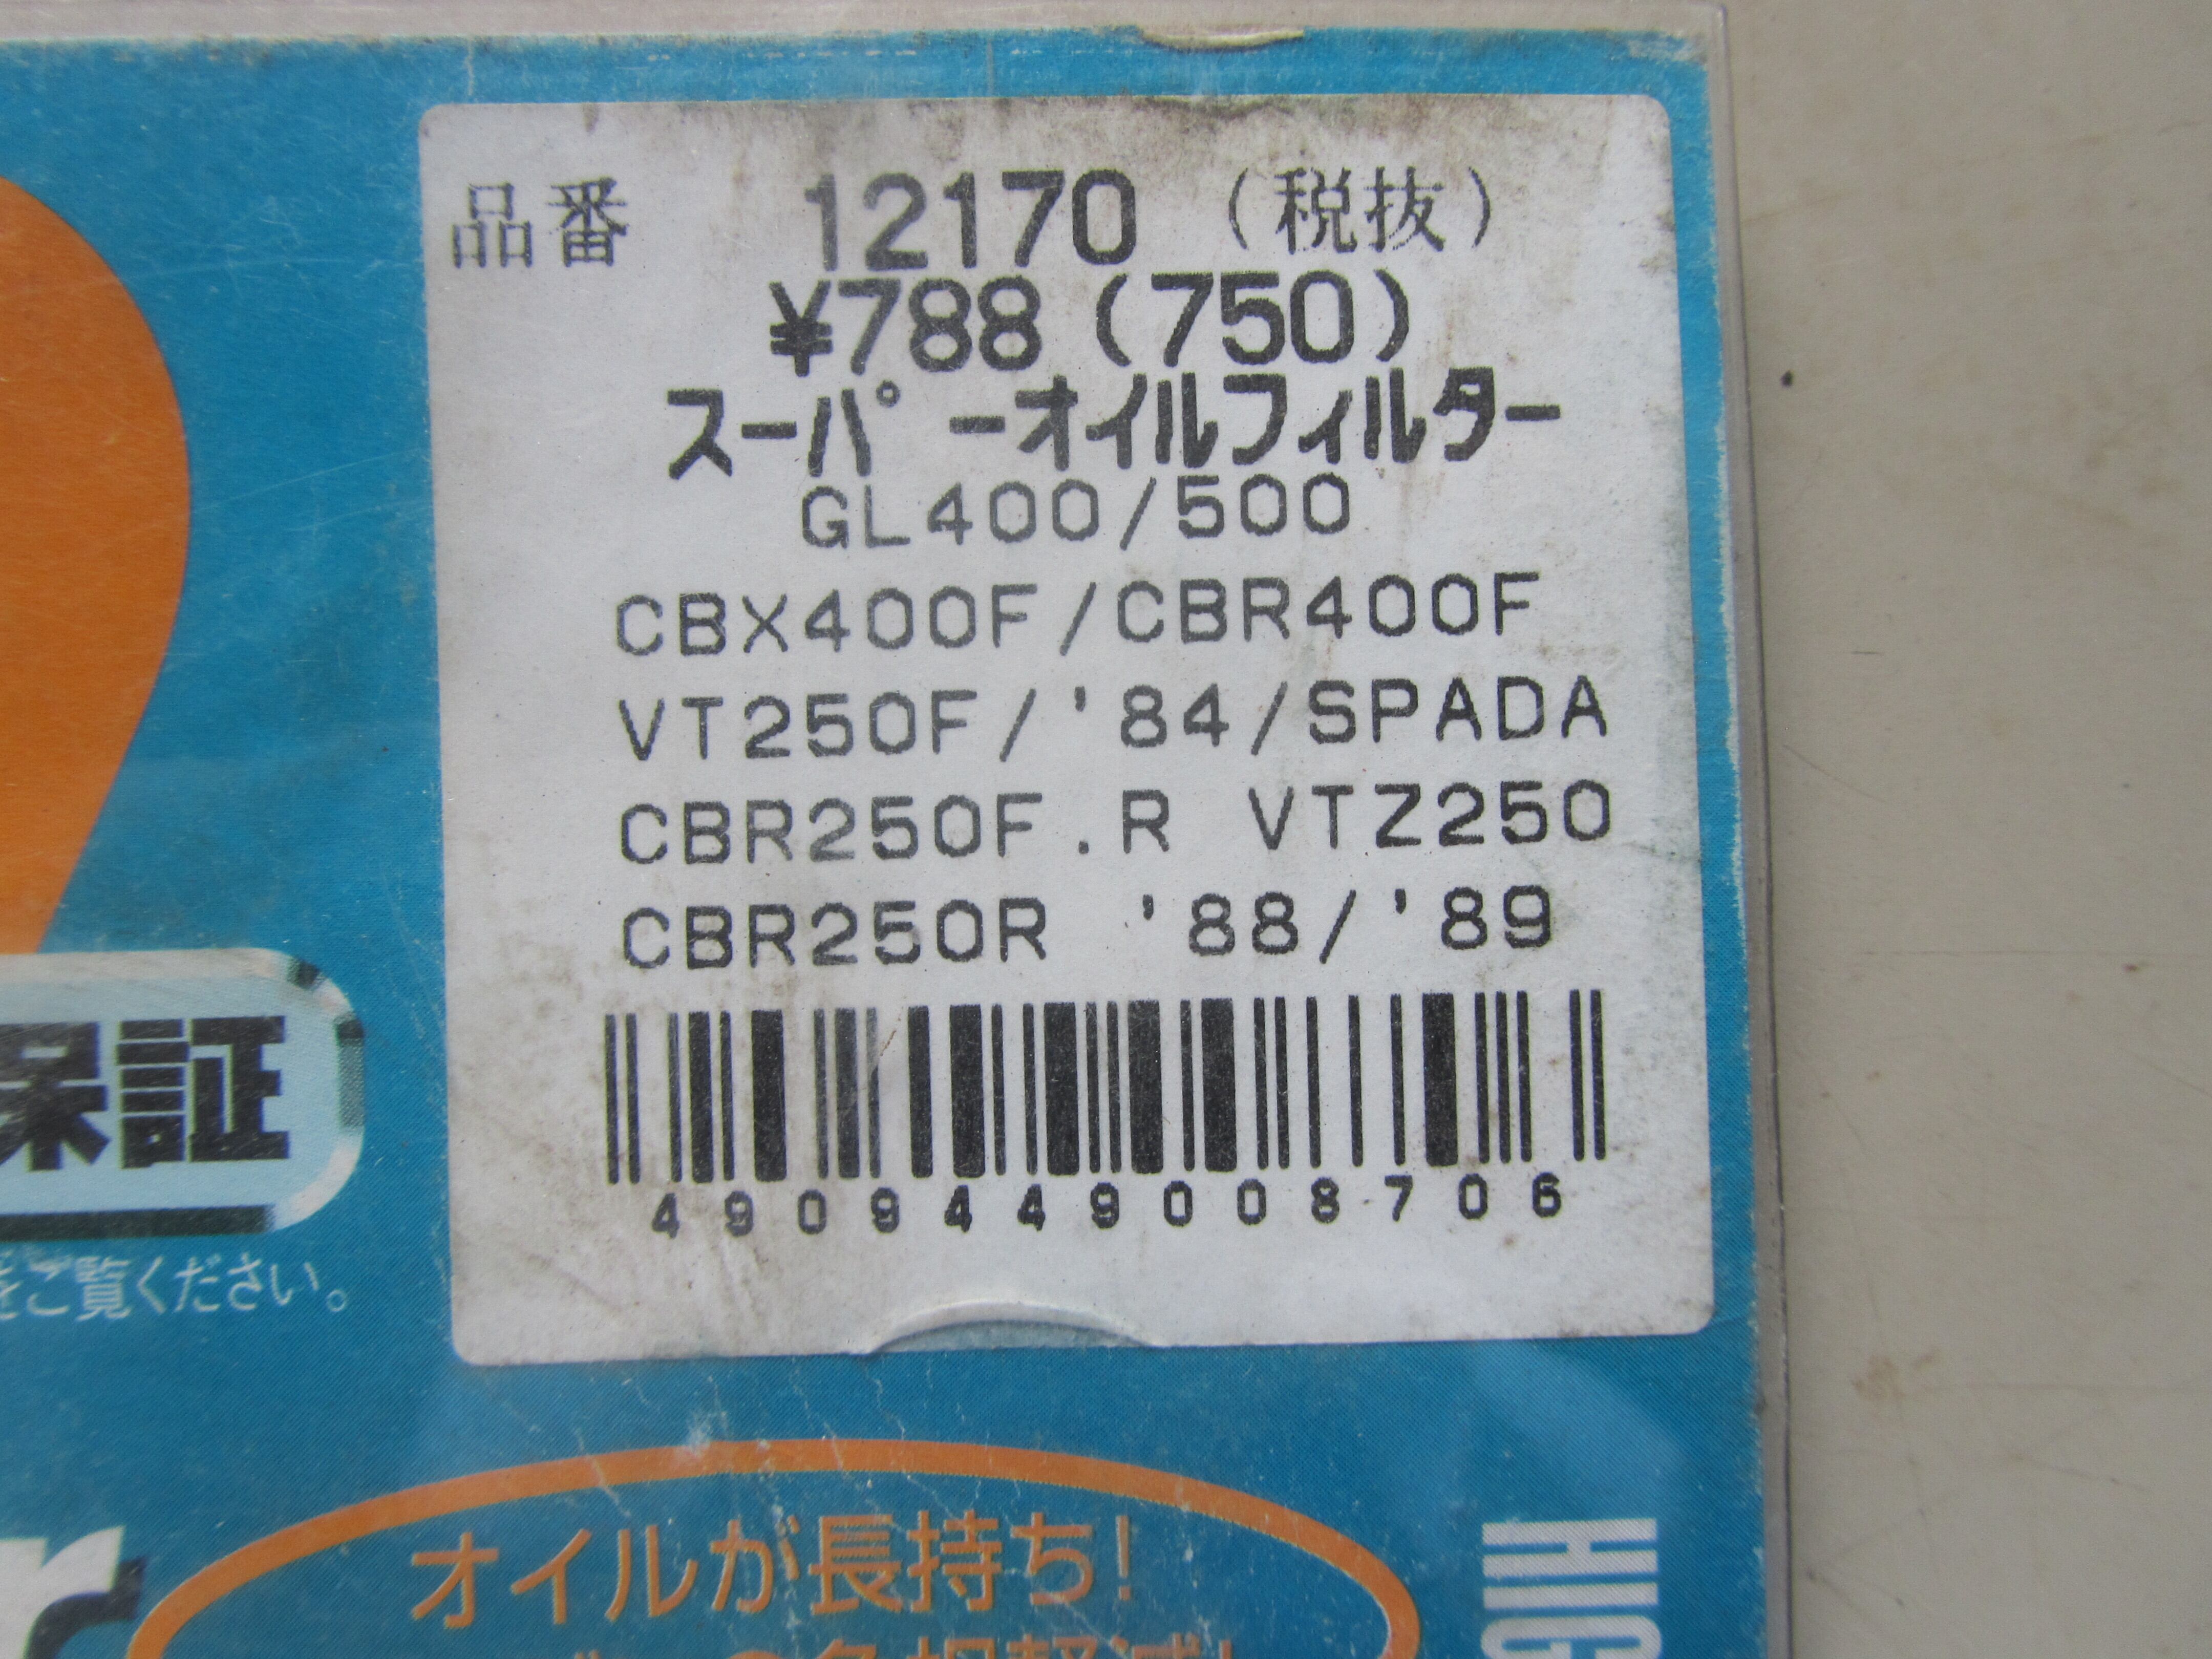 品番 12170 (税抜)
¥788 (750)
スーパーオイルフィルター
GL400/500
CBX400F/CBR400F
VT250F/'84/SPADA
CBR250F.R VTZ250
CBR250R '88/'89
4909449008706
保証
をご覧ください。
オイルが長持ち!